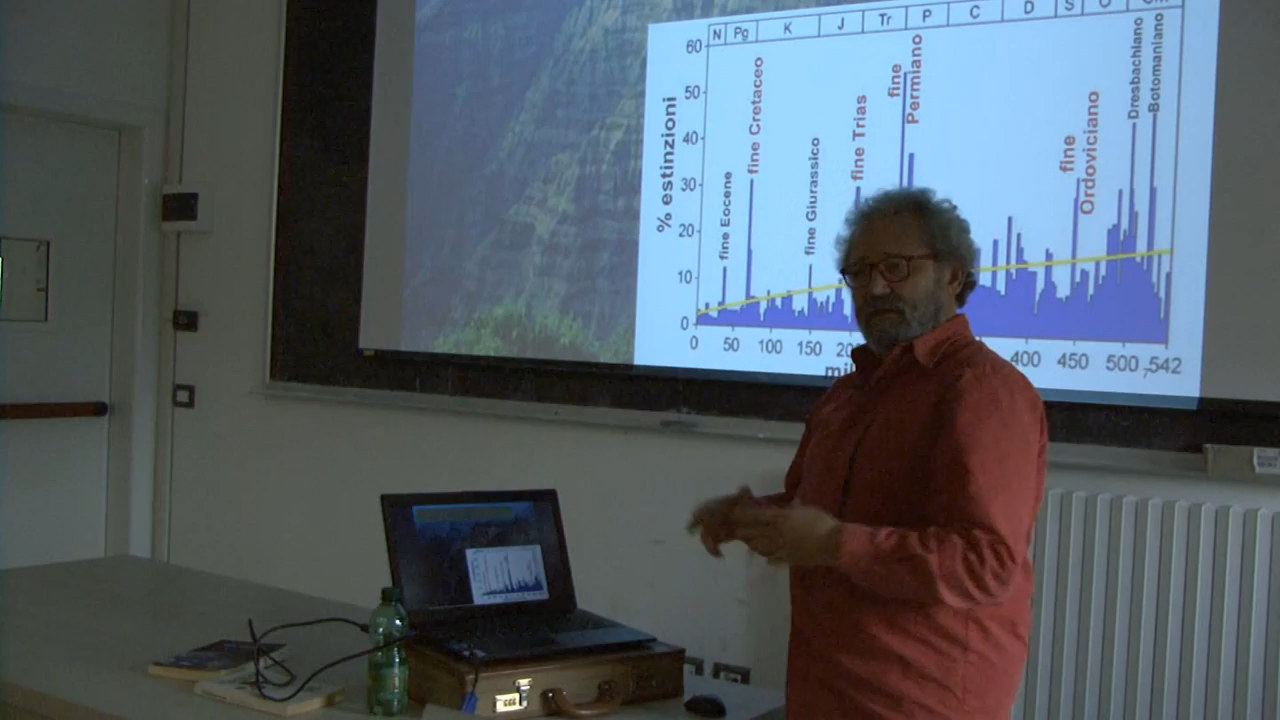 N Pg K J Tr P C D S O Cm
% estinzioni
60
50
40
30
20
10
0
fine Eocene
fine Cretaceo
fine Giurassico
fine Trias
fine
Permiano
fine
Ordoviciano
Dresbachiano
Botomaniano
0 50 100 150 400 450 500 542